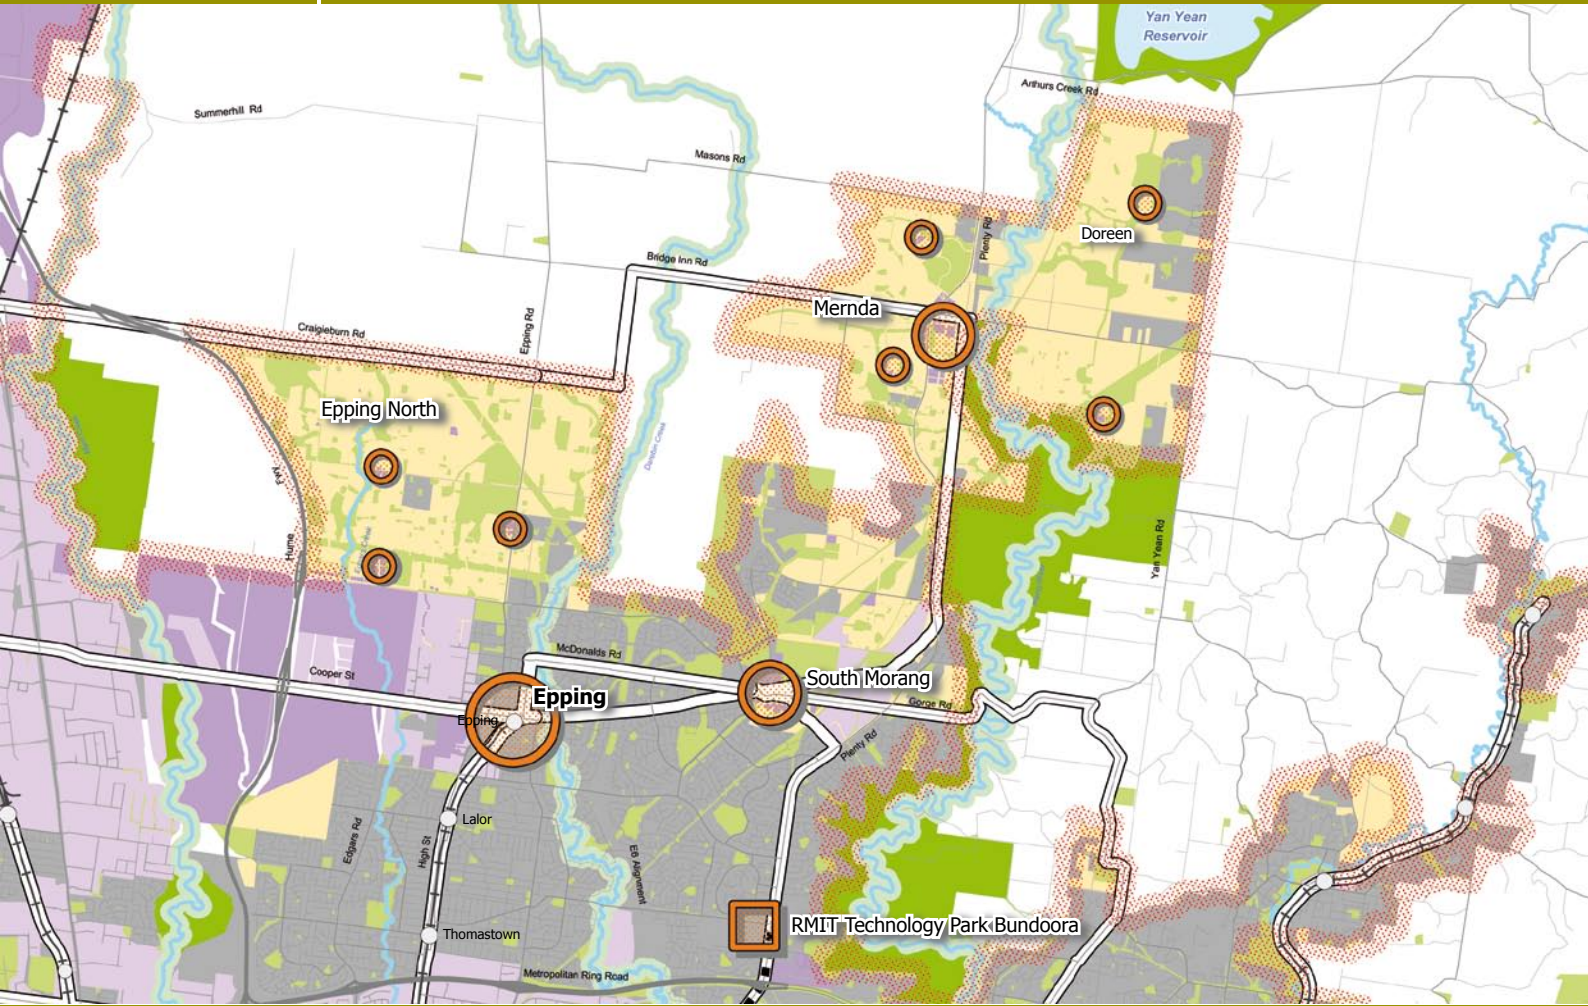 Yan Yean
Reservoir
Arthurs Creek Rd
Summerhill Rd
Masons Rd
Plenty Rd
Doreen
Bridge Inn Rd
Mernda
Craigieburn Rd
Epping Rd
Epping North
Darebin Creek
Fwy
Hume
Yan Yean Rd
McDonalds Rd
Cooper St
South Morang
Epping
Epping
Gorge Rd
Plenty Rd
Lalor
Edgars Rd
High St
E6 Alignment
RMIT Technology Park Bundoora
Thomastown
Metropolitan Ring Road